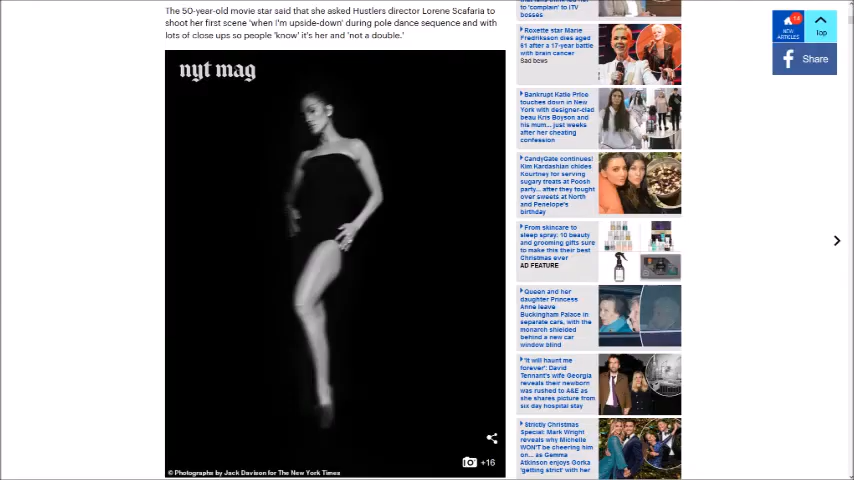 The 50-year-old movie star said that she asked Hustlers director Lorene Scafaria to
shoot her first scene 'when I'm upside-down' during pole dance sequence and with
lots of close ups so people 'know' it's her and 'not a double.'
nyt mag
+16
© Photographs by Jack Davison for The New York Times
to 'complain' to ITV
bosses
Roxette star Marie
Fredriksson dies aged
61 after a 17-year battle
with brain cancer
Sad news
Bankrupt Katie Price
touches down in New
York with designer-clad
beau Kris Boyson and
his mum... just weeks
after her cheating
confession
CandyGate continues!
Kim Kardashian chides
Kourtney for serving
sugary treats at Poosh
party... after they fought
over sweets at North
and Penelope's
birthday
From skincare to
sleep spray: 10 beauty
and grooming gifts sure
to make this their best
Christmas ever
AD FEATURE
Queen and her
daughter Princess
Anne leave
Buckingham Palace in
separate cars, with the
monarch shielded
behind a new car
window blind
'It will haunt me
forever': David
Tennant's wife Georgia
reveals their newborn
was rushed to A&E as
she shares picture from
six day hospital stay
Strictly Christmas
Special: Mark Wright
reveals why Michelle
WON'T be cheering him
on... as Gemma
Atkinson enjoys Gorka
'getting strict' with her
NEW
ARTICLES
Top
Share